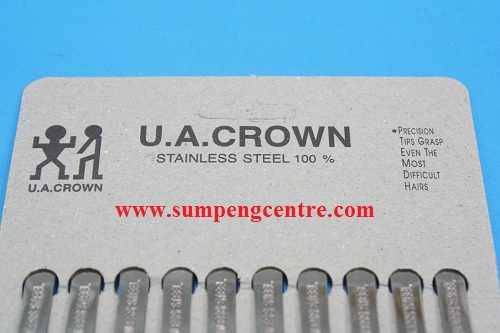 U.A.CROWN
STAINLESS STEEL 100 %
U.A.CROWN
• PRECISION
TIPS GRASP
EVEN THE
MOST
DIFFICULT
HAIRS
www.sumpengcentre.com